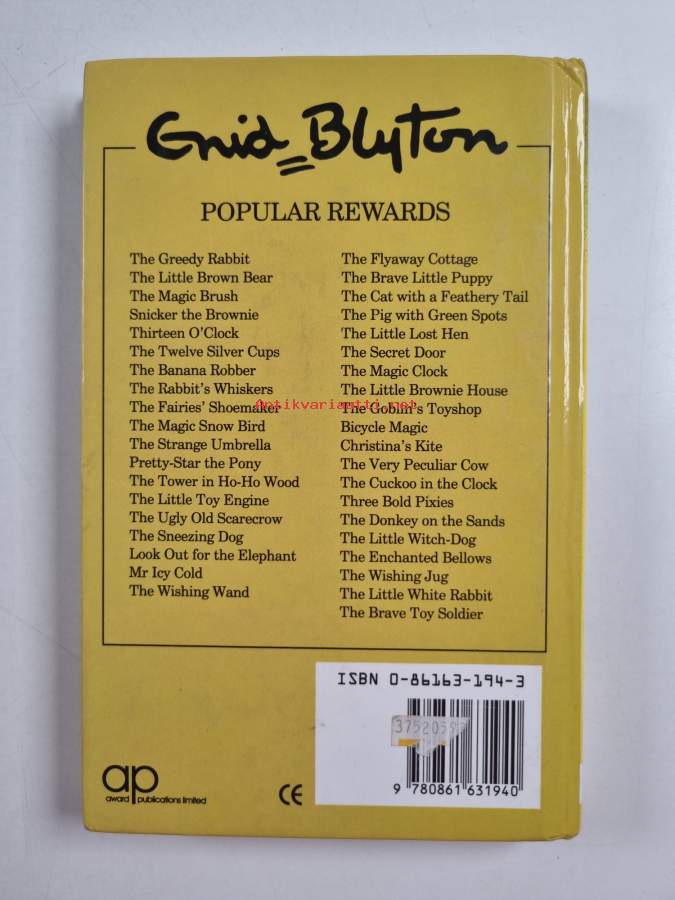 Enid Blyton
POPULAR REWARDS
The Greedy Rabbit
The Little Brown Bear
The Magic Brush
Snicker the Brownie
Thirteen O'Clock
The Twelve Silver Cups
The Banana Robber
The Rabbit's Whiskers
The Fairies' Shoemaker
The Magic Snow Bird
The Strange Umbrella
Pretty-Star the Pony
The Tower in Ho-Ho Wood
The Little Toy Engine
The Ugly Old Scarecrow
The Sneezing Dog
Look Out for the Elephant
Mr Icy Cold
The Wishing Wand
The Flyaway Cottage
The Brave Little Puppy
The Cat with a Feathery Tail
The Pig with Green Spots
The Little Lost Hen
The Secret Door
The Magic Clock
The Little Brownie House
The Goblin's Toyshop
Bicycle Magic
Christina's Kite
The Very Peculiar Cow
The Cuckoo in the Clock
Three Bold Pixies
The Donkey on the Sands
The Little Witch-Dog
The Enchanted Bellows
The Wishing Jug
The Little White Rabbit
The Brave Toy Soldier
Antikvariaatti.net
ISBN 0-86163-194-3
9 780861 631940
ap
award publications limited
CE